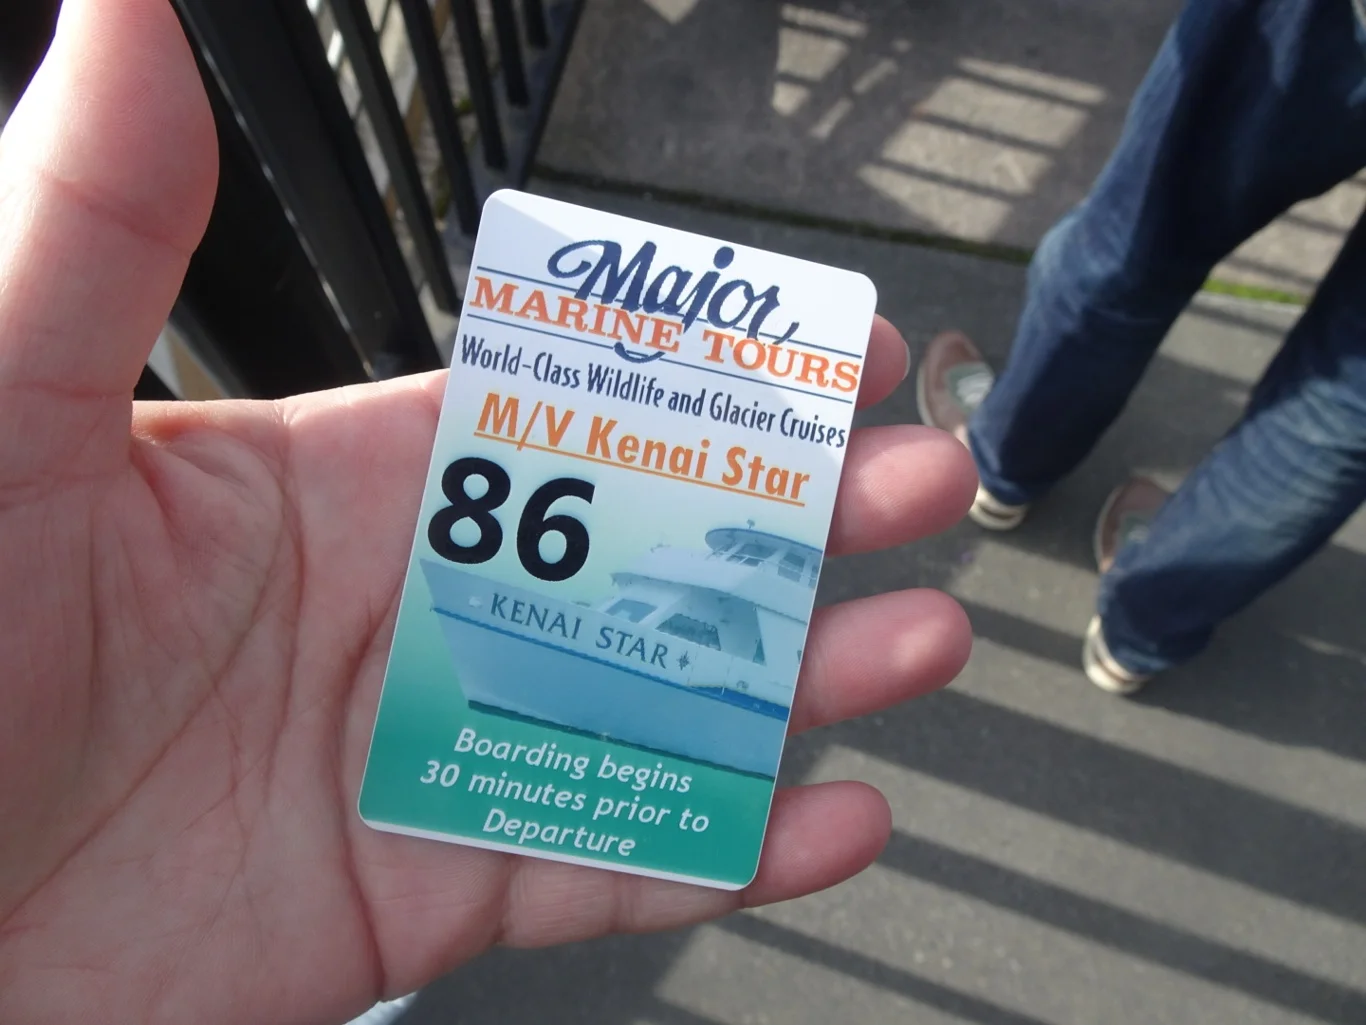 Major
MARINE TOURS
World-Class Wildlife and Glacier Cruises
M/V Kenai Star
86
KENAI STAR
Boarding begins
30 minutes prior to
Departure